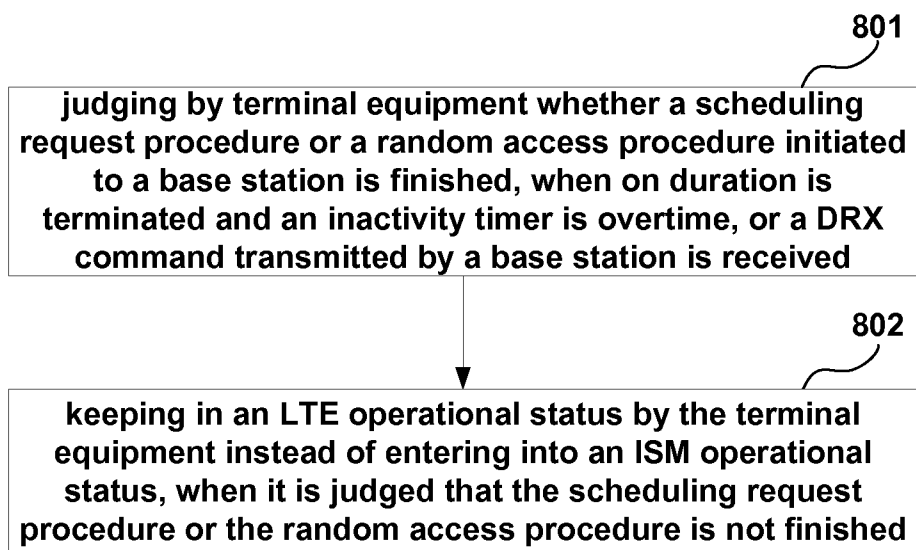 801
judging by terminal equipment whether a scheduling
request procedure or a random access procedure initiated
to a base station is finished, when on duration is
terminated and an inactivity timer is overtime, or a DRX
command transmitted by a base station is received
802
keeping in an LTE operational status by the terminal
equipment instead of entering into an ISM operational
status, when it is judged that the scheduling request
procedure or the random access procedure is not finished